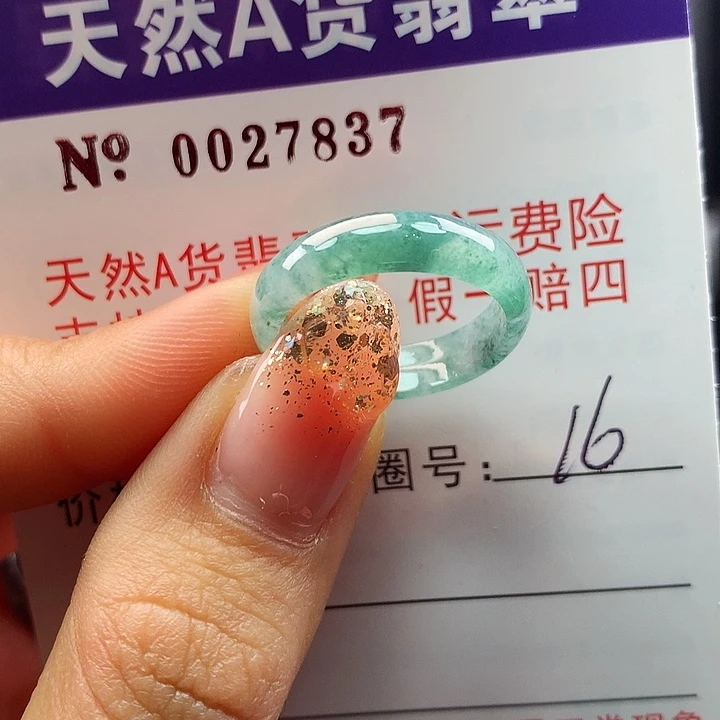 天然A货翡翠
Nº 0027837
天然A货翡 运费险
假一赔四
圈号: 16